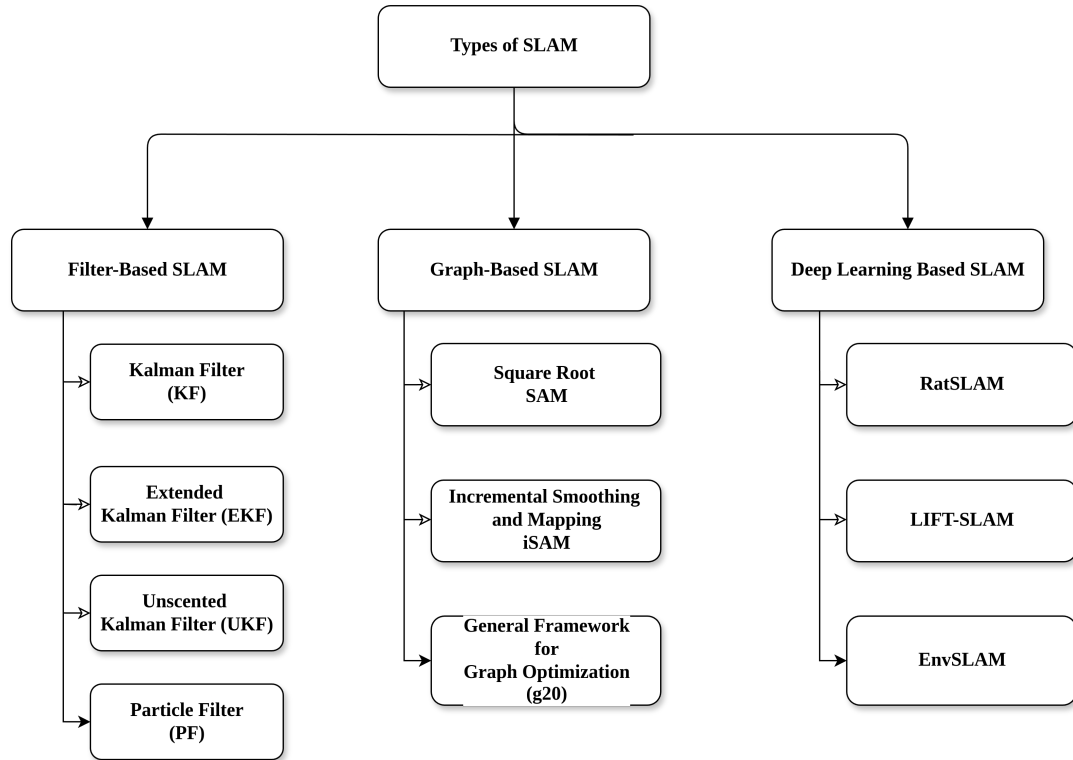 Types of SLAM
Filter-Based SLAM
Kalman Filter
(KF)
Extended
Kalman Filter (EKF)
Unscented
Kalman Filter (UKF)
Particle Filter
(PF)
Graph-Based SLAM
Square Root
SAM
Incremental Smoothing
and Mapping
iSAM
General Framework
for
Graph Optimization
(g20)
Deep Learning Based SLAM
RatSLAM
LIFT-SLAM
EnvSLAM